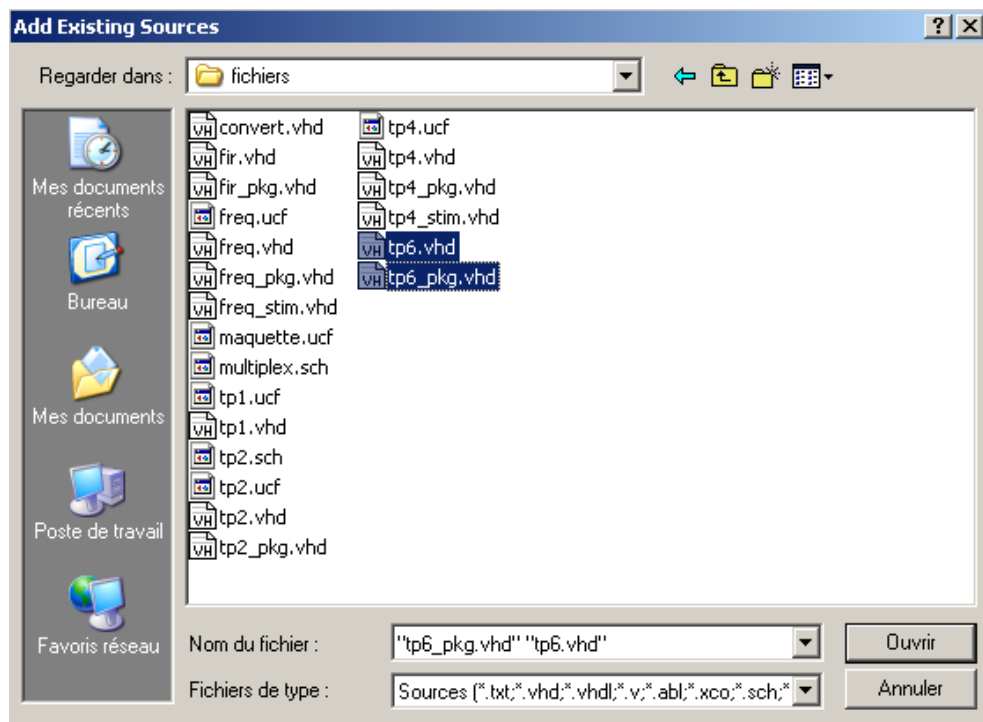 Add Existing Sources
Regarder dans :
fichiers
Mes documents
récents
Bureau
Mes documents
Poste de travail
Favoris réseau
convert.vhd
fir.vhd
fir_pkg.vhd
freq.ucf
freq.vhd
freq_pkg.vhd
freq_stim.vhd
maquette.ucf
multiplex.sch
tp1.ucf
tp1.vhd
tp2.sch
tp2.ucf
tp2.vhd
tp2_pkg.vhd
tp4.ucf
tp4.vhd
tp4_pkg.vhd
tp4_stim.vhd
tp6.vhd
tp6_pkg.vhd
Nom du fichier :
"tp6_pkg.vhd" "tp6.vhd"
Ouvrir
Fichiers de type :
Sources (*.txt;*.vhd;*.vhdl;*.v;*.abl;*.xco;*.sch;*
Annuler